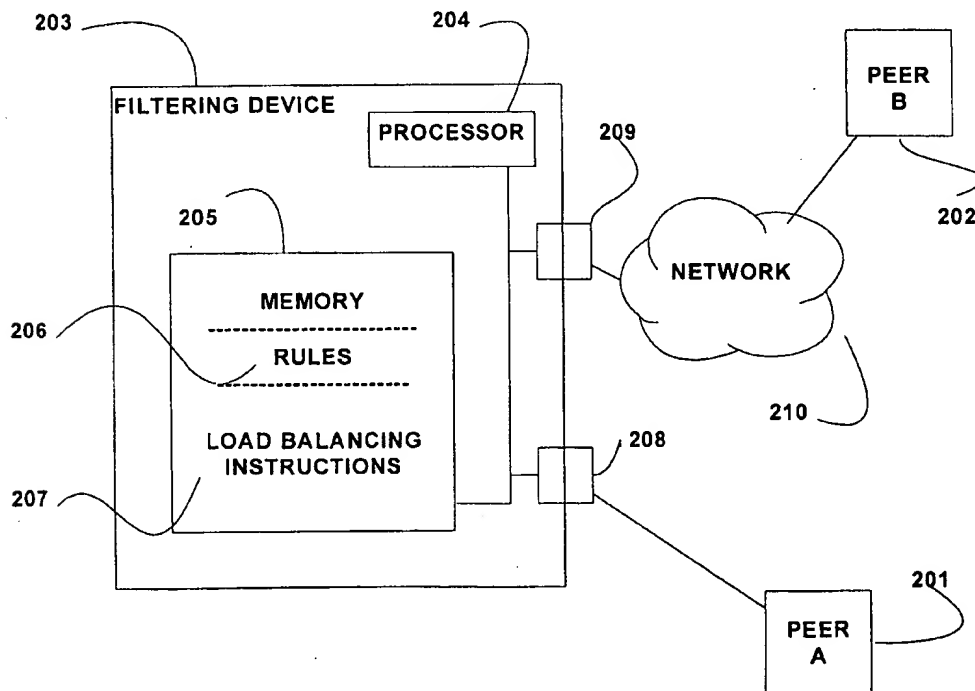 203
204
PEER
B
FILTERING DEVICE
PROCESSOR
209
202
205
NETWORK
MEMORY
206
RULES
210
LOAD BALANCING
INSTRUCTIONS
208
207
201
PEER
A